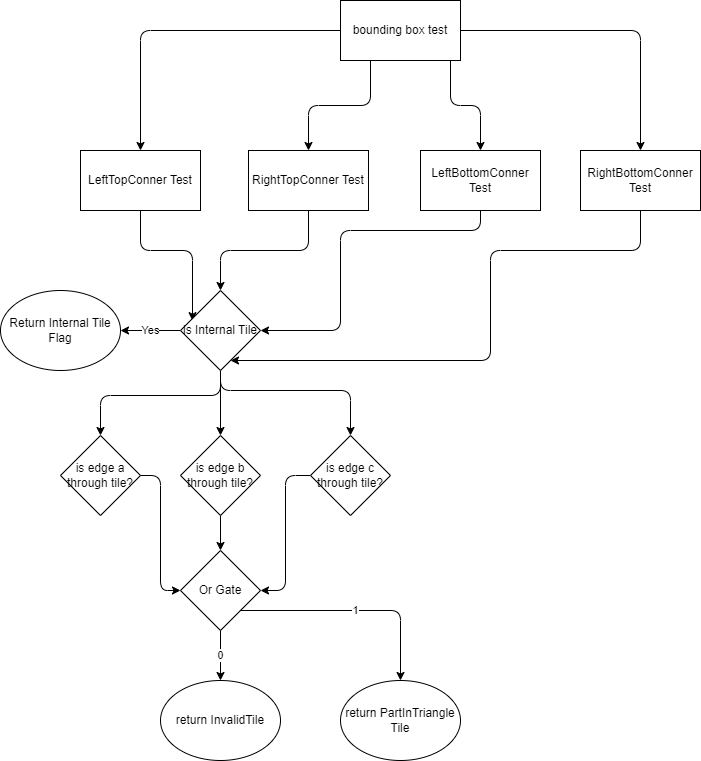 bounding box test
LeftTopConner Test
RightTopConner Test
LeftBottomConner
Test
RightBottomConner
Test
Return Internal Tile
Flag
Yes
is Internal Tile
is edge a
through tile?
is edge b
through tile?
is edge c
through tile?
Or Gate
1
0
return InvalidTile
return PartInTriangle
Tile